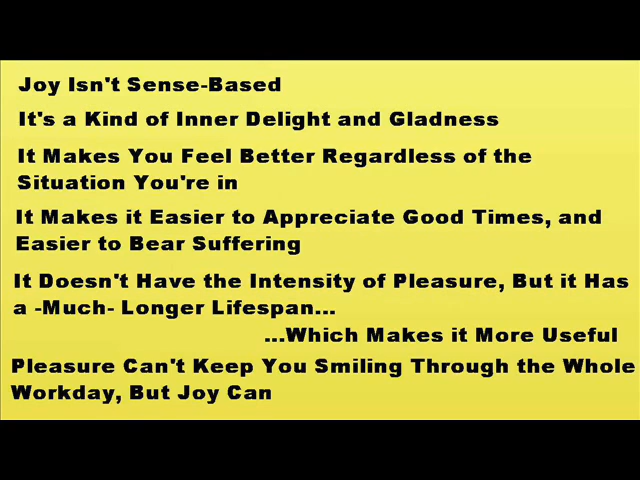 Joy Isn't Sense-Based
It's a Kind of Inner Delight and Gladness
It Makes You Feel Better Regardless of the
Situation You're in
It Makes it Easier to Appreciate Good Times, and
Easier to Bear Suffering
It Doesn't Have the Intensity of Pleasure, But it Has
a -Much- Longer Lifespan...
...Which Makes it More Useful
Pleasure Can't Keep You Smiling Through the Whole
Workday, But Joy Can